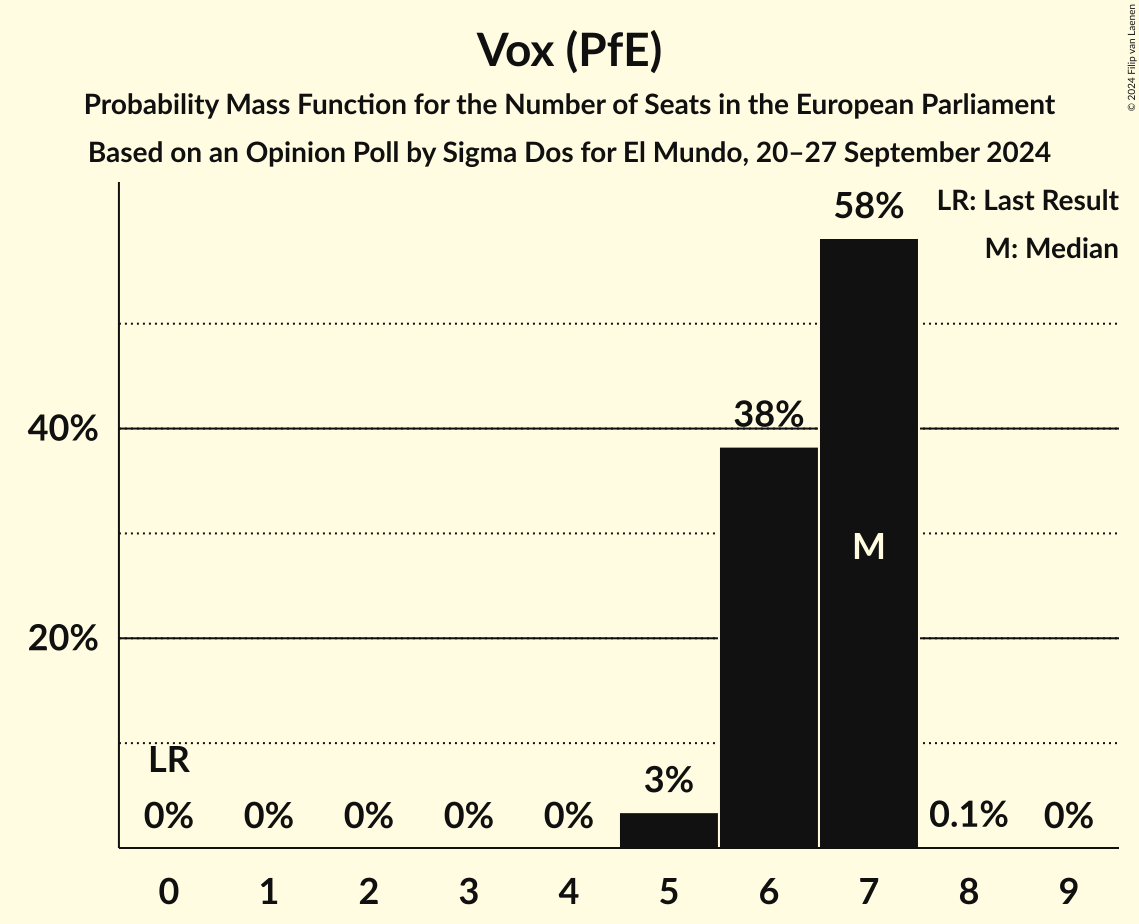 Vox (PfE)
Probability Mass Function for the Number of Seats in the European Parliament
Based on an Opinion Poll by Sigma Dos for El Mundo, 20–27 September 2024
© 2024 Filip van Laenen
LR: Last Result
M: Median
58%
38%
40%
M
20%
LR
3%
0% 0% 0% 0% 0% 0.1% 0%
0 1 2 3 4 5 6 7 8 9